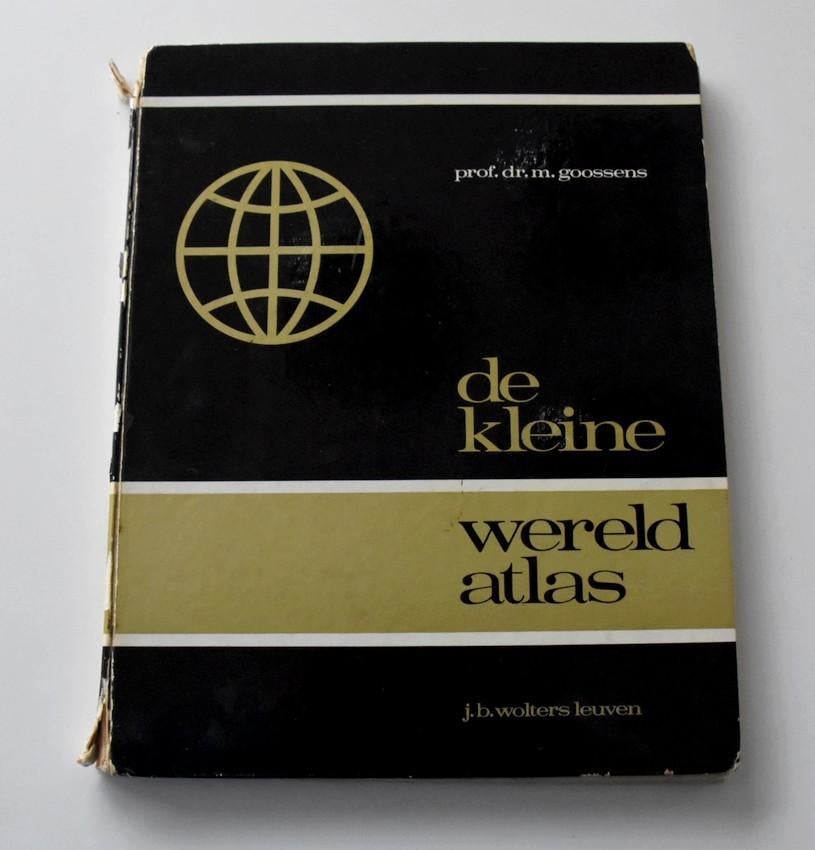 prof. dr. m. goossens
de
kleine
wereld
atlas
j. b. wolters leuven